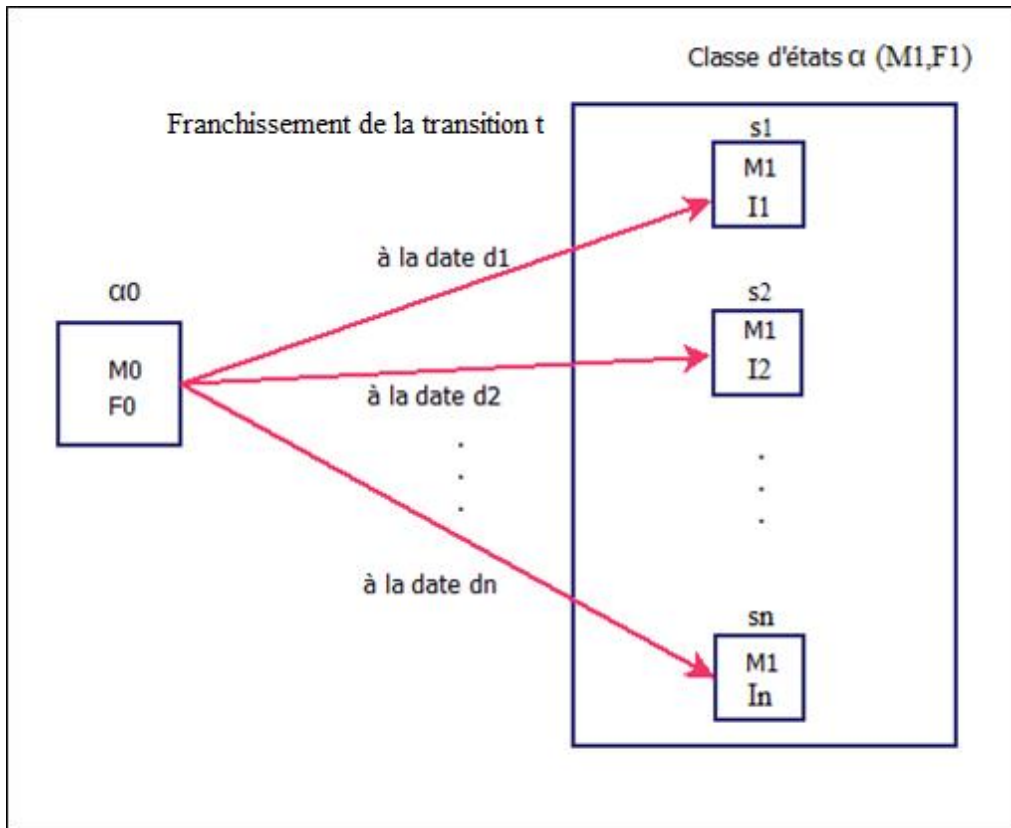 Classe d'états α (M1,F1)
Franchissement de la transition t
s1
M1
I1
à la date d1
α0
s2
M0
F0
M1
I2
à la date d2
.
.
.
.
.
.
à la date dn
sn
M1
In